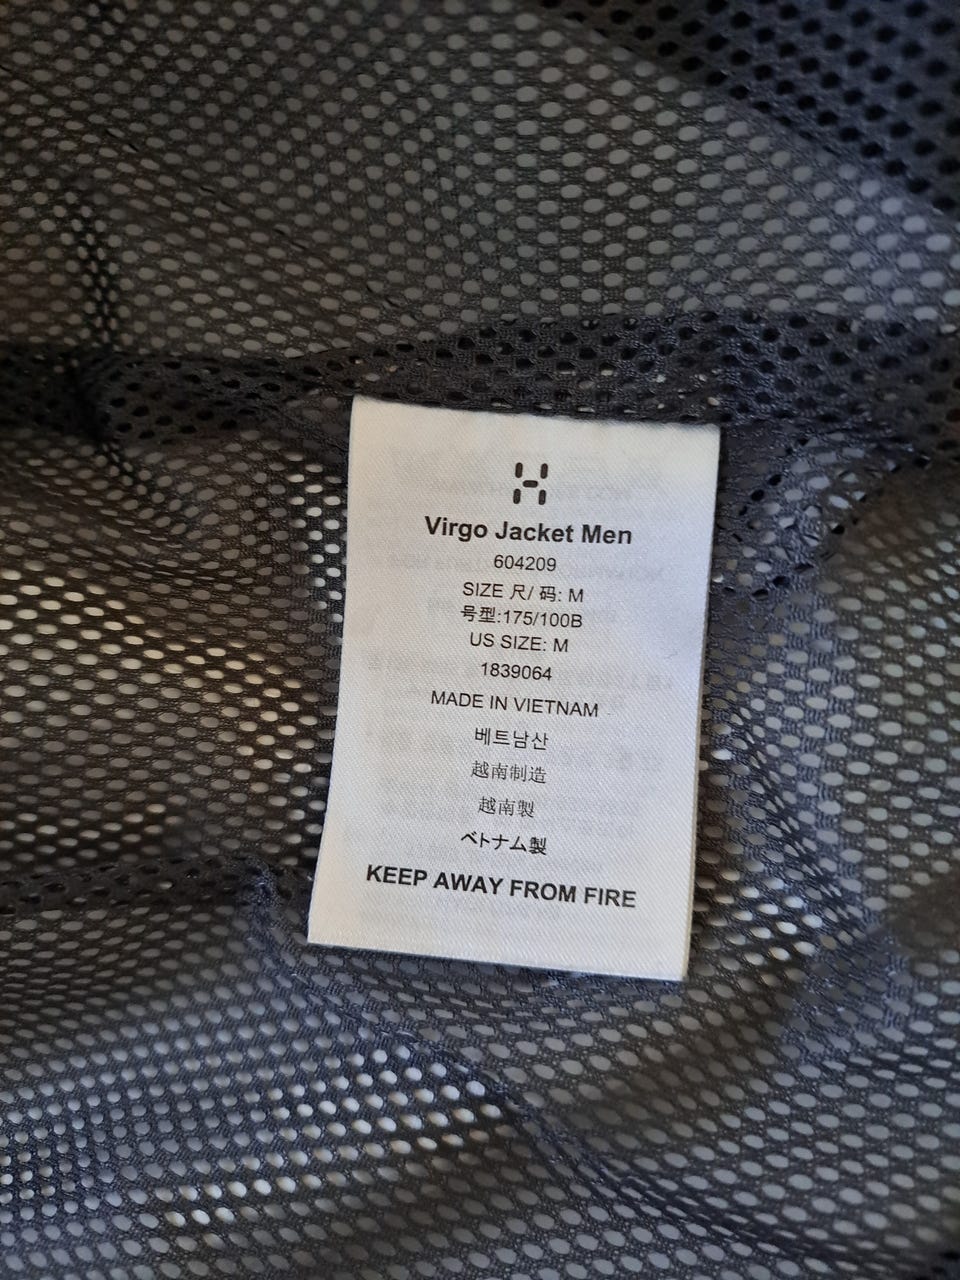 Virgo Jacket Men
604209
SIZE 尺/ 码: M
号型:175/100B
US SIZE: M
1839064
MADE IN VIETNAM
베트남산
越南制造
越南製
ベトナム製
KEEP AWAY FROM FIRE